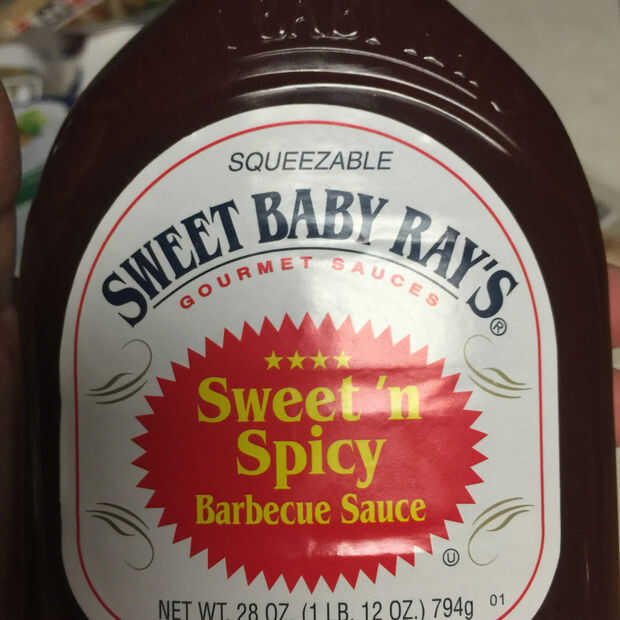 SQUEEZABLE
SWEET BABY RAY'S®
GOURMET SAUCES
Sweet 'n
Spicy
Barbecue Sauce
U
NET WT. 28 OZ. (1 LB. 12 OZ.) 794g 01